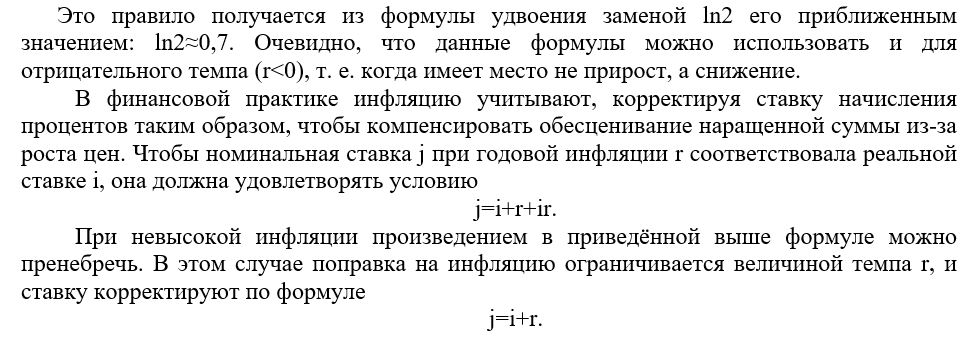 Это правило получается из формулы удвоения заменой ln2 его приближенным
значением: ln2≈0,7. Очевидно, что данные формулы можно использовать и для
отрицательного темпа (r<0), т. е. когда имеет место не прирост, а снижение.
В финансовой практике инфляцию учитывают, корректируя ставку начисления
процентов таким образом, чтобы компенсировать обесценивание наращенной суммы из-за
роста цен. Чтобы номинальная ставка j при годовой инфляции r соответствовала реальной
ставке i, она должна удовлетворять условию
j=i+r+ir.
При невысокой инфляции произведением в приведённой выше формуле можно
пренебречь. В этом случае поправка на инфляцию ограничивается величиной темпа r, и
ставку корректируют по формуле
j=i+r.